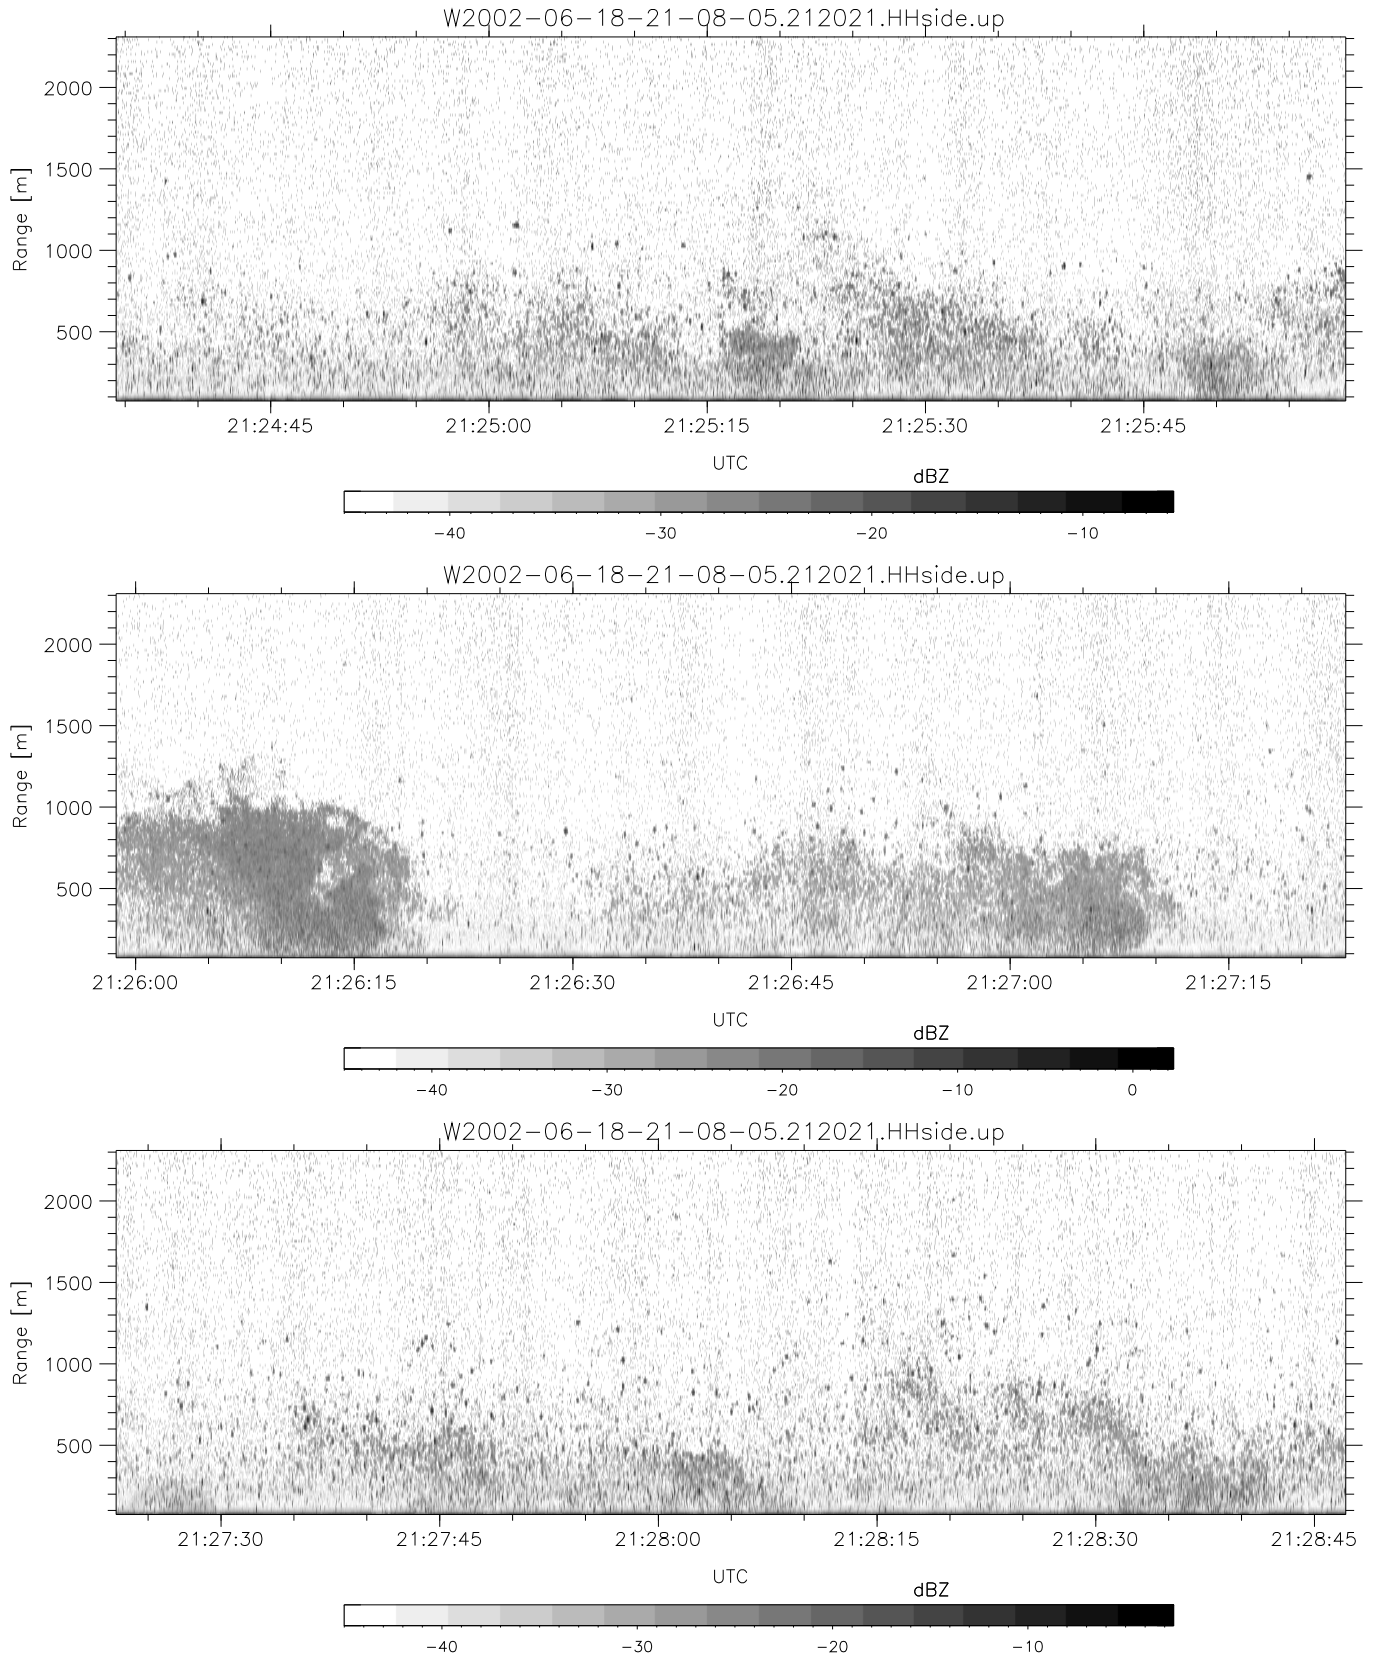 W2002-06-18-21-08-05.212021.HHside.up
2000
1500
1000
500
Range [m]
21:24:45 21:25:00 21:25:15 21:25:30 21:25:45
UTC
dBZ
-40 -30 -20 -10
W2002-06-18-21-08-05.212021.HHside.up
2000
1500
1000
500
Range [m]
21:26:00 21:26:15 21:26:30 21:26:45 21:27:00 21:27:15
UTC
dBZ
-40 -30 -20 -10 0
W2002-06-18-21-08-05.212021.HHside.up
2000
1500
1000
500
Range [m]
21:27:30 21:27:45 21:28:00 21:28:15 21:28:30 21:28:45
UTC
dBZ
-40 -30 -20 -10